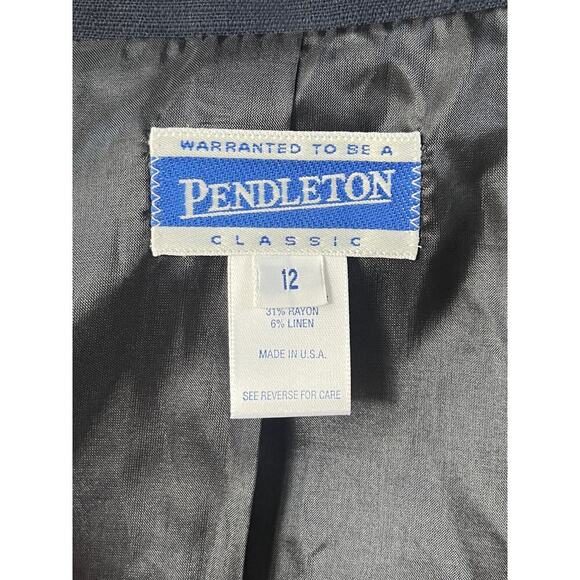 WARRANTED TO BE A
PENDLETON
CLASSIC
12
31% RAYON
6% LINEN
MADE IN U.S.A.
SEE REVERSE FOR CARE